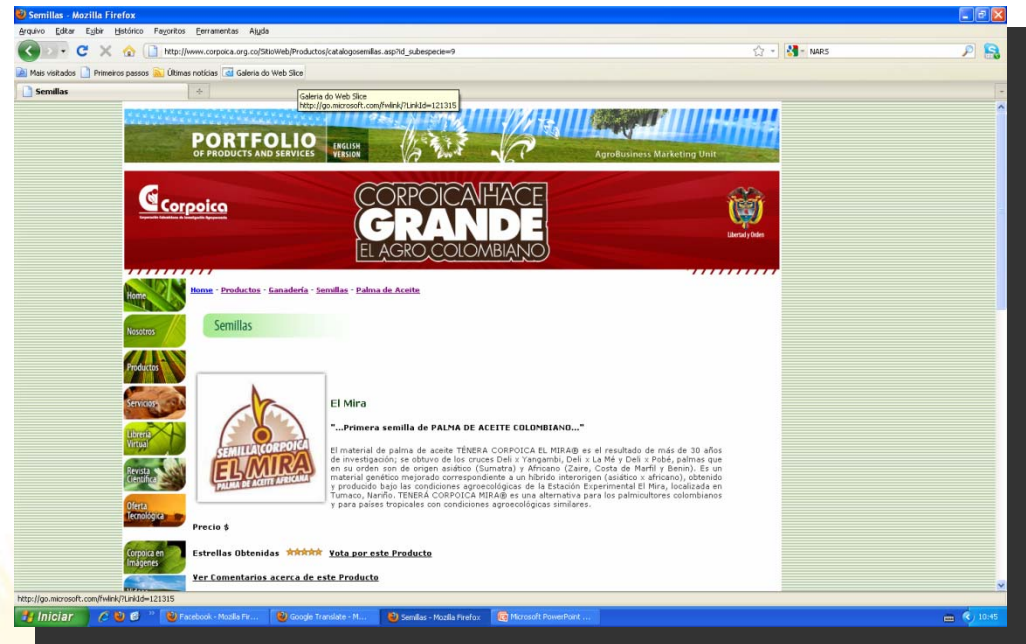 Semillas - Mozilla Firefox
Arquivo Editar Exibir Histórico Favoritos Ferramentas Ajuda
http://www.corpoica.org.co/SitioWeb/Productos/catalogosemillas.asp?id_subespecie=9
NARS
Mais visitados Primeiros passos Últimas notícias Galeria do Web Slice
Semillas
Galeria do Web Slice
http://go.microsoft.com/fwlink/?LinkId=121315
PORTFOLIO
OF PRODUCTS AND SERVICES
ENGLISH
VERSION
AgroBusiness Marketing Unit
Corpoica
Corporación Colombiana de Investigación Agropecuaria
CORPOICA HACE
GRANDE
EL AGRO COLOMBIANO
Libertad y Orden
Home - Productos - Ganadería - Semillas - Palma de Aceite
Home
Nosotros
Productos
Servicios
Librería
Virtual
Revista
Científica
Oferta
Tecnológica
Corpoica en
Imágenes
Semillas
SEMILLA CORPOICA
EL MIRA
PALMA DE ACEITE AFRICANA
El Mira
"...Primera semilla de PALMA DE ACEITE COLOMBIANO..."
El material de palma de aceite TÉNERA CORPOICA EL MIRA® es el resultado de más de 30 años
de investigación; se obtuvo de los cruces Deli x Yangambi, Deli x La Mé y Deli x Pobé, palmas que
en su orden son de origen asiático (Sumatra) y Africano (Zaire, Costa de Marfil y Benin). Es un
material genético mejorado correspondiente a un híbrido interorigen (asiático x africano), obtenido
y producido bajo las condiciones agroecológicas de la Estación Experimental El Mira, localizada en
Tumaco, Nariño. TENERÁ CORPOICA MIRA® es una alternativa para los palmicultores colombianos
y para países tropicales con condiciones agroecológicas similares.
Precio $
Estrellas Obtenidas Vota por este Producto
Ver Comentarios acerca de este Producto
http://go.microsoft.com/fwlink/?LinkId=121315
Iniciar
Facebook - Mozilla Fir...
Google Translate - M...
Semillas - Mozilla Firefox
Microsoft PowerPoint ...
10:45